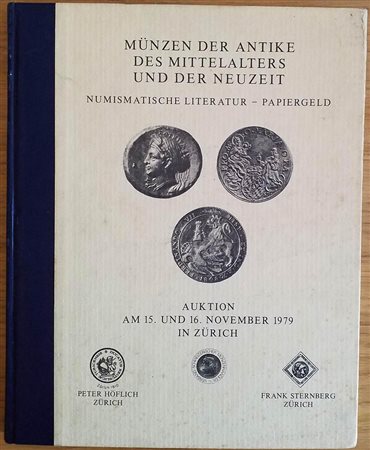 MÜNZEN DER ANTIKE
DES MITTELALTERS
UND DER NEUZEIT
NUMISMATISCHE LITERATUR – PAPIERGELD
AUKTION
AM 15. UND 16. NOVEMBER 1979
IN ZÜRICH
PETER HÖFLICH
ZÜRICH
FRANK STERNBERG
ZÜRICH